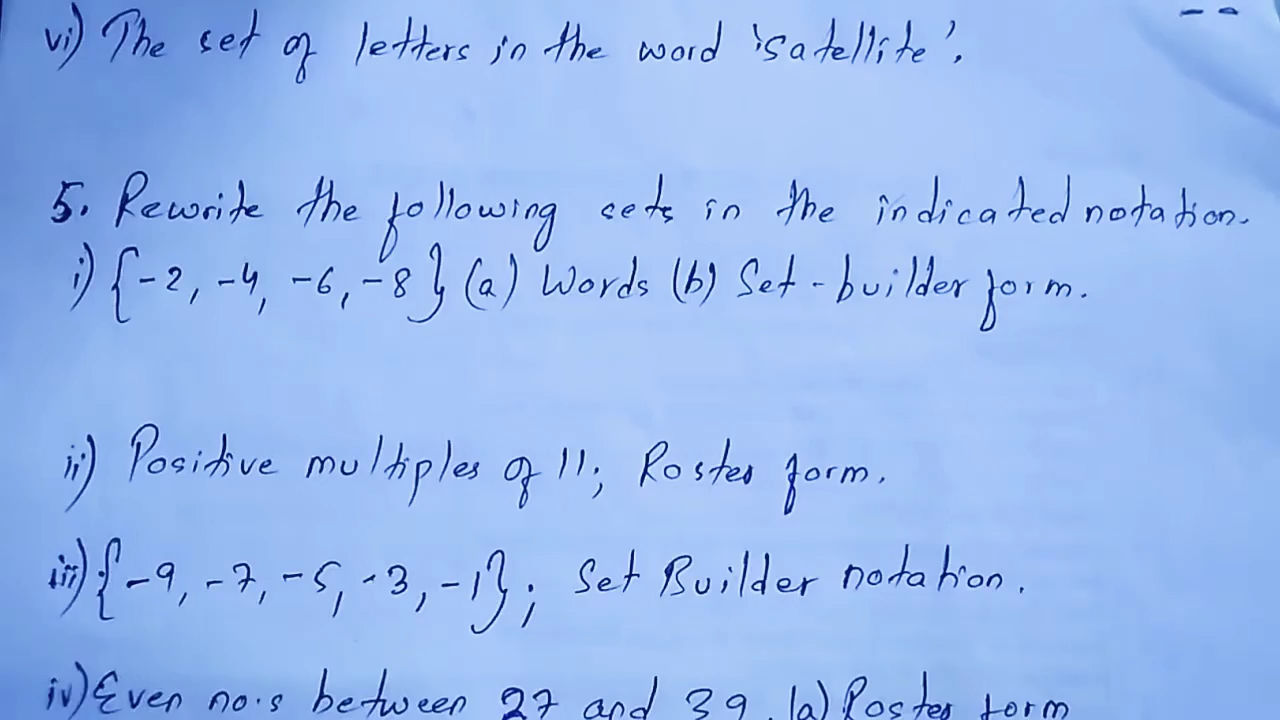 vi) The set of letters in the word 'satellite'.
5. Rewrite the following sets in the indicated notation.
i) {-2, -4, -6, -8} (a) Words (b) Set-builder form.
ii) Positive multiples of 11; Roster form.
iii) {-9, -7, -5, -3, -1}; Set Builder notation.
iv) Even no.s between 27 and 39. (a) Roster form